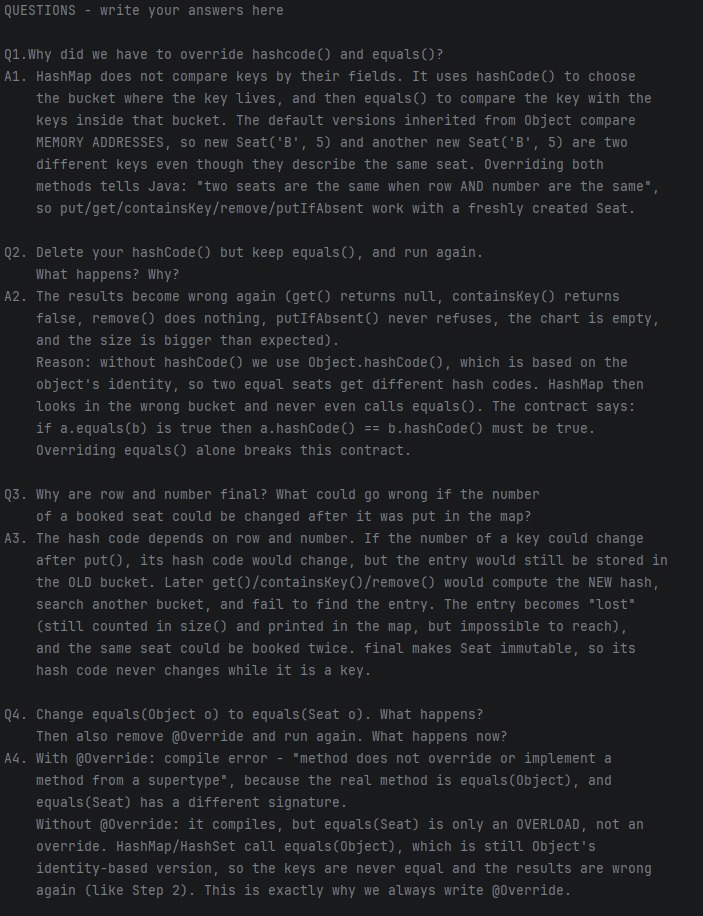 QUESTIONS - write your answers here
Q1.Why did we have to override hashcode() and equals()?
A1. HashMap does not compare keys by their fields. It uses hashCode() to choose
the bucket where the key lives, and then equals() to compare the key with the
keys inside that bucket. The default versions inherited from Object compare
MEMORY ADDRESSES, so new Seat('B', 5) and another new Seat('B', 5) are two
different keys even though they describe the same seat. Overriding both
methods tells Java: "two seats are the same when row AND number are the same",
so put/get/containsKey/remove/putIfAbsent work with a freshly created Seat.
Q2. Delete your hashCode() but keep equals(), and run again.
What happens? Why?
A2. The results become wrong again (get() returns null, containsKey() returns
false, remove() does nothing, putIfAbsent() never refuses, the chart is empty,
and the size is bigger than expected).
Reason: without hashCode() we use Object.hashCode(), which is based on the
object's identity, so two equal seats get different hash codes. HashMap then
looks in the wrong bucket and never even calls equals(). The contract says:
if a.equals(b) is true then a.hashCode() == b.hashCode() must be true.
Overriding equals() alone breaks this contract.
Q3. Why are row and number final? What could go wrong if the number
of a booked seat could be changed after it was put in the map?
A3. The hash code depends on row and number. If the number of a key could change
after put(), its hash code would change, but the entry would still be stored in
the OLD bucket. Later get()/containsKey()/remove() would compute the NEW hash,
search another bucket, and fail to find the entry. The entry becomes "lost"
(still counted in size() and printed in the map, but impossible to reach),
and the same seat could be booked twice. final makes Seat immutable, so its
hash code never changes while it is a key.
Q4. Change equals(Object o) to equals(Seat o). What happens?
Then also remove @Override and run again. What happens now?
A4. With @Override: compile error - "method does not override or implement a
method from a supertype", because the real method is equals(Object), and
equals(Seat) has a different signature.
Without @Override: it compiles, but equals(Seat) is only an OVERLOAD, not an
override. HashMap/HashSet call equals(Object), which is still Object's
identity-based version, so the keys are never equal and the results are wrong
again (like Step 2). This is exactly why we always write @Override.